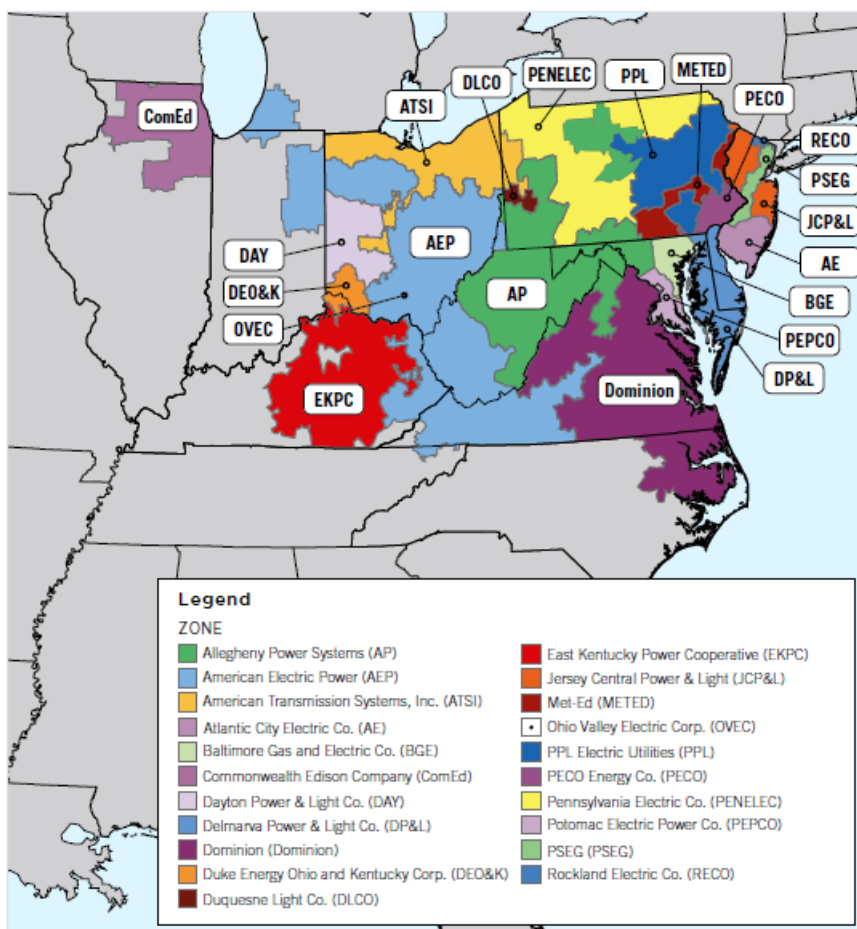 ComEd
ATSI
DLCO
PENELEC
PPL
METED
PECO
RECO
PSEG
JCP&L
AE
BGE
PEPCO
DP&L
DAY
DEO&K
OVEC
AEP
AP
EKPC
Dominion
Legend
ZONE
Allegheny Power Systems (AP)
American Electric Power (AEP)
American Transmission Systems, Inc. (ATSI)
Atlantic City Electric Co. (AE)
Baltimore Gas and Electric Co. (BGE)
Commonwealth Edison Company (ComEd)
Dayton Power & Light Co. (DAY)
Delmarva Power & Light Co. (DP&L)
Dominion (Dominion)
Duke Energy Ohio and Kentucky Corp. (DEO&K)
Duquesne Light Co. (DLCO)
East Kentucky Power Cooperative (EKPC)
Jersey Central Power & Light (JCP&L)
Met-Ed (METED)
Ohio Valley Electric Corp. (OVEC)
PPL Electric Utilities (PPL)
PECO Energy Co. (PECO)
Pennsylvania Electric Co. (PENELEC)
Potomac Electric Power Co. (PEPCO)
PSEG (PSEG)
Rockland Electric Co. (RECO)